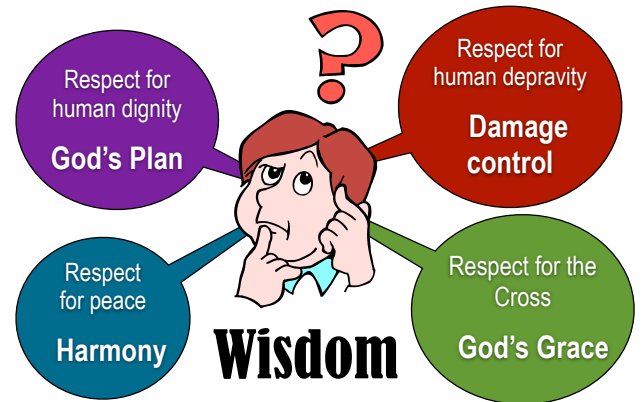 ?
Respect for
human dignity
God's Plan
Respect for
human depravity
Damage
control
Respect
for peace
Harmony
Respect for the
Cross
God's Grace
Wisdom